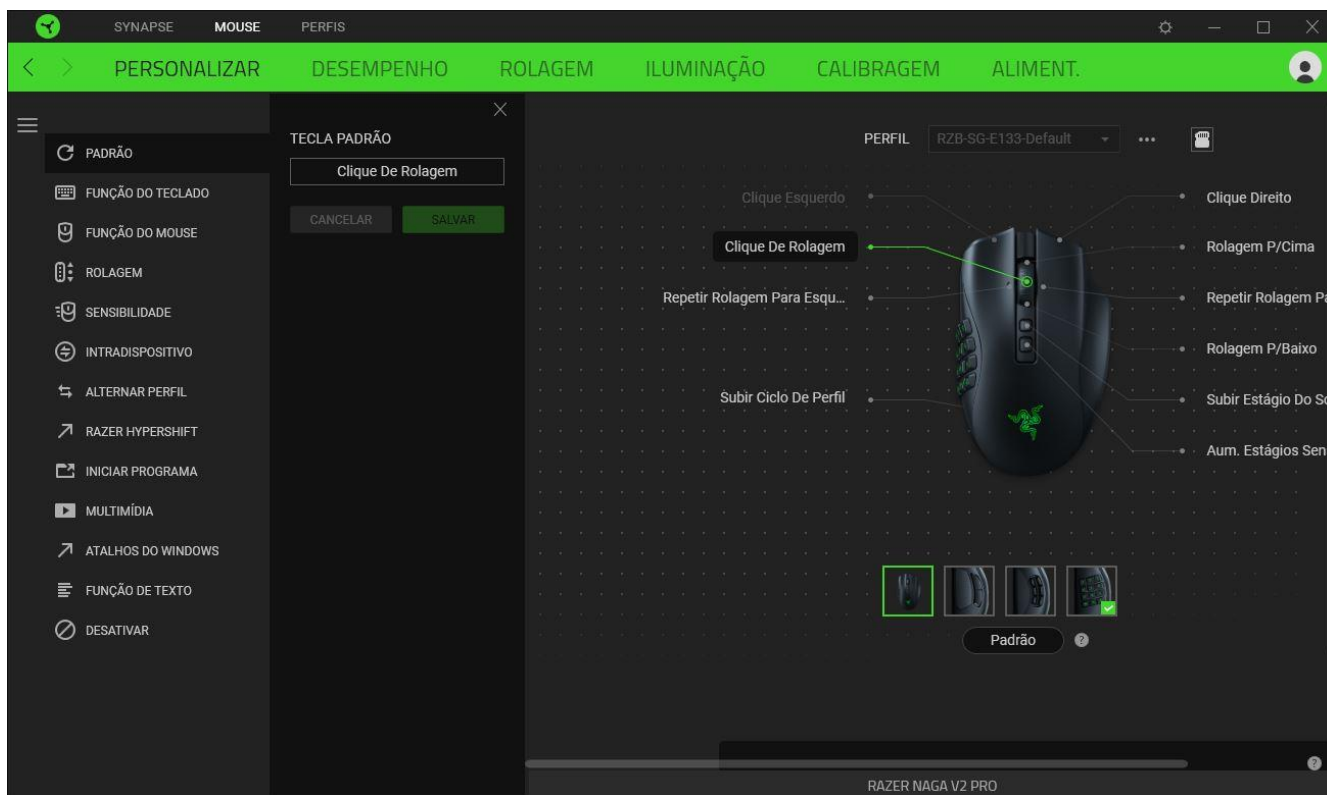 SYNAPSE MOUSE PERFIS
PERSONALIZAR DESEMPENHO ROLAGEM ILUMINAÇÃO CALIBRAGEM ALIMENT.
PADRÃO
FUNÇÃO DO TECLADO
FUNÇÃO DO MOUSE
ROLAGEM
SENSIBILIDADE
INTRADISPOSITIVO
ALTERNAR PERFIL
RAZER HYPERSHIFT
INICIAR PROGRAMA
MULTIMÍDIA
ATALHOS DO WINDOWS
FUNÇÃO DE TEXTO
DESATIVAR
TECLA PADRÃO
Clique De Rolagem
CANCELAR SALVAR
PERFIL RZB-SG-E133-Default
Clique Esquerdo
Clique De Rolagem
Repetir Rolagem Para Esqu...
Subir Ciclo De Perfil
Clique Direito
Rolagem P/Cima
Repetir Rolagem Pa
Rolagem P/Baixo
Subir Estágio Do Sc
Aum. Estágios Sen
Padrão ?
?
RAZER NAGA V2 PRO